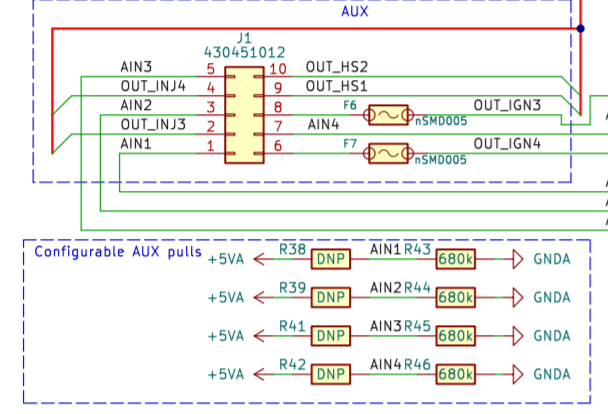 AUX
J1
430451012
AIN3 5 10 OUT_HS2
OUT_INJ4 4 9 OUT_HS1
AIN2 3 8 F6 nSMD005 OUT_IGN3
OUT_INJ3 2 7 AIN4
AIN1 1 6 F7 nSMD005 OUT_IGN4
Configurable AUX pulls
+5VA R38 DNP AIN1 R43 680k GNDA
+5VA R39 DNP AIN2 R44 680k GNDA
+5VA R41 DNP AIN3 R45 680k GNDA
+5VA R42 DNP AIN4 R46 680k GNDA